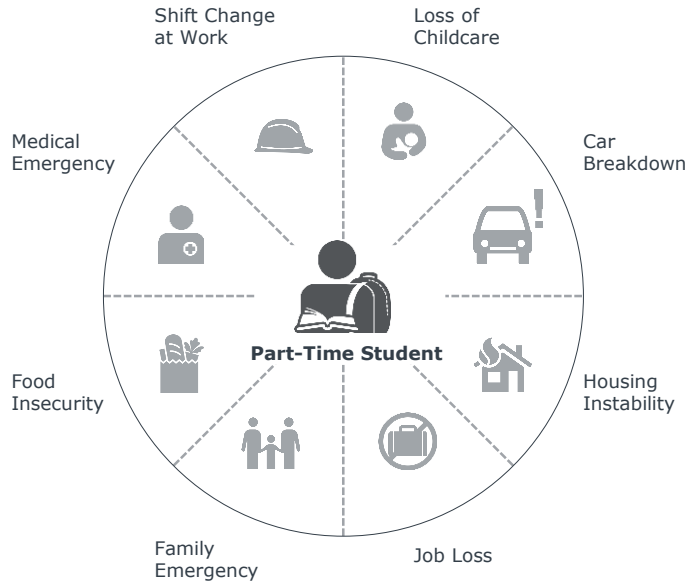 Shift Change
at Work
Loss of
Childcare
Medical
Emergency
Car
Breakdown
Part-Time Student
Food
Insecurity
Housing
Instability
Family
Emergency
Job Loss